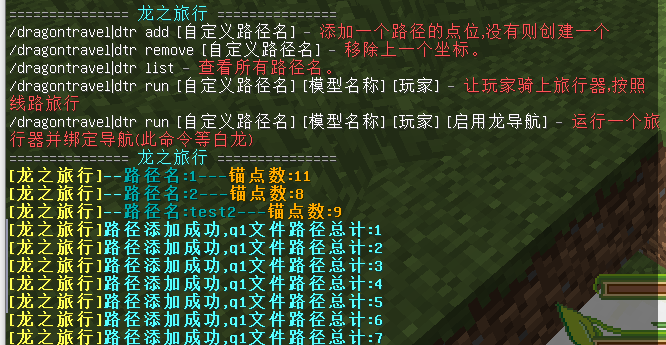 ============== 龙之旅行 ==============
/dragontravel|dtr add [自定义路径名] - 添加一个路径的点位,没有则创建一个
/dragontravel|dtr remove [自定义路径名] - 移除上一个坐标。
/dragontravel|dtr list - 查看所有路径名。
/dragontravel|dtr run [自定义路径名] [模型名称] [玩家] - 让玩家骑上旅行器,按照
线路旅行
/dragontravel|dtr run [自定义路径名] [模型名称] [玩家] [启用龙导航] - 运行一个旅
行器并绑定导航(此命令等白龙)
============== 龙之旅行 ==============
[龙之旅行]--路径名:1---锚点数:11
[龙之旅行]--路径名:2---锚点数:8
[龙之旅行]--路径名:test2---锚点数:9
[龙之旅行]路径添加成功,q1文件路径总计:1
[龙之旅行]路径添加成功,q1文件路径总计:2
[龙之旅行]路径添加成功,q1文件路径总计:3
[龙之旅行]路径添加成功,q1文件路径总计:4
[龙之旅行]路径添加成功,q1文件路径总计:5
[龙之旅行]路径添加成功,q1文件路径总计:6
[龙之旅行]路径添加成功,q1文件路径总计:7